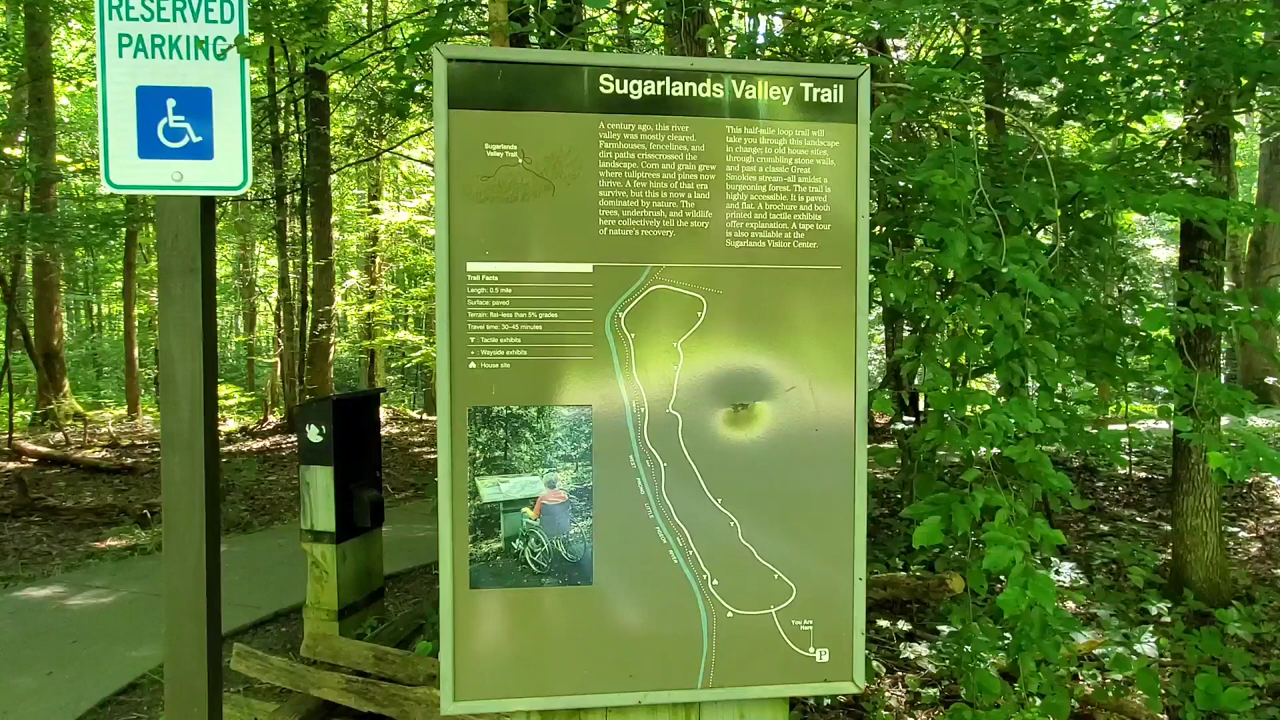 RESERVED
PARKING
Sugarlands Valley Trail
Sugarlands
Valley Trail
A century ago, this river
valley was mostly cleared.
Farmhouses, fencelines, and
dirt paths crisscrossed the
landscape. Corn and grain grew
where tuliptrees and pines now
thrive. A few hints of that era
survive, but this is now a land
dominated by nature. The
trees, underbrush, and wildlife
here collectively tell the story
of nature's recovery.
This half-mile loop trail will
take you through this landscape
in change; to old house sites,
through crumbling stone walls,
and past a classic Great
Smokies stream–all amidst a
burgeoning forest. The trail is
highly accessible. It is paved
and flat. A brochure and both
printed and tactile exhibits
offer explanation. A tape tour
is also available at the
Sugarlands Visitor Center.
Trail Facts
Length: 0.5 mile
Surface: paved
Terrain: flat–less than 5% grades
Travel time: 30–45 minutes
: Tactile exhibits
: Wayside exhibits
: House site
WEST PRONG LITTLE PIGEON RIVER
You Are
Here
P